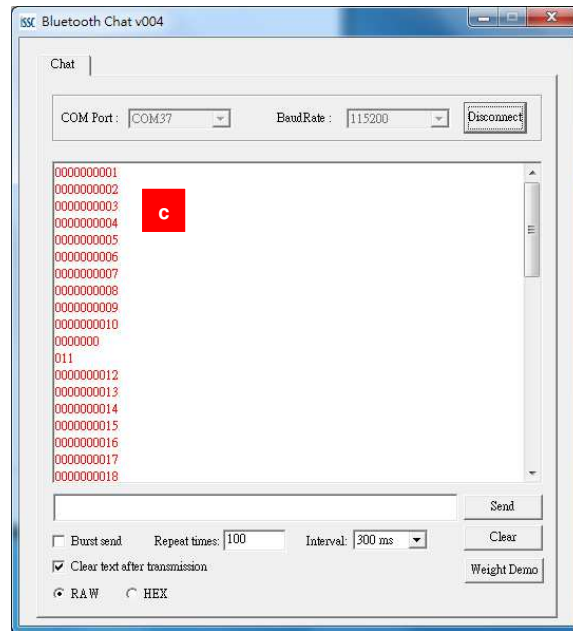 ISSC Bluetooth Chat v004
Chat
COM Port : COM37 BaudRate : 115200 Disconnect
0000000001
0000000002
0000000003
C
0000000004
0000000005
0000000006
0000000007
0000000008
0000000009
0000000010
0000000
011
0000000012
0000000013
0000000014
0000000015
0000000016
0000000017
0000000018
Send
Burst send Repeat times: 100 Interval: 300 ms Clear
Clear text after transmission
Weight Demo
RAW HEX